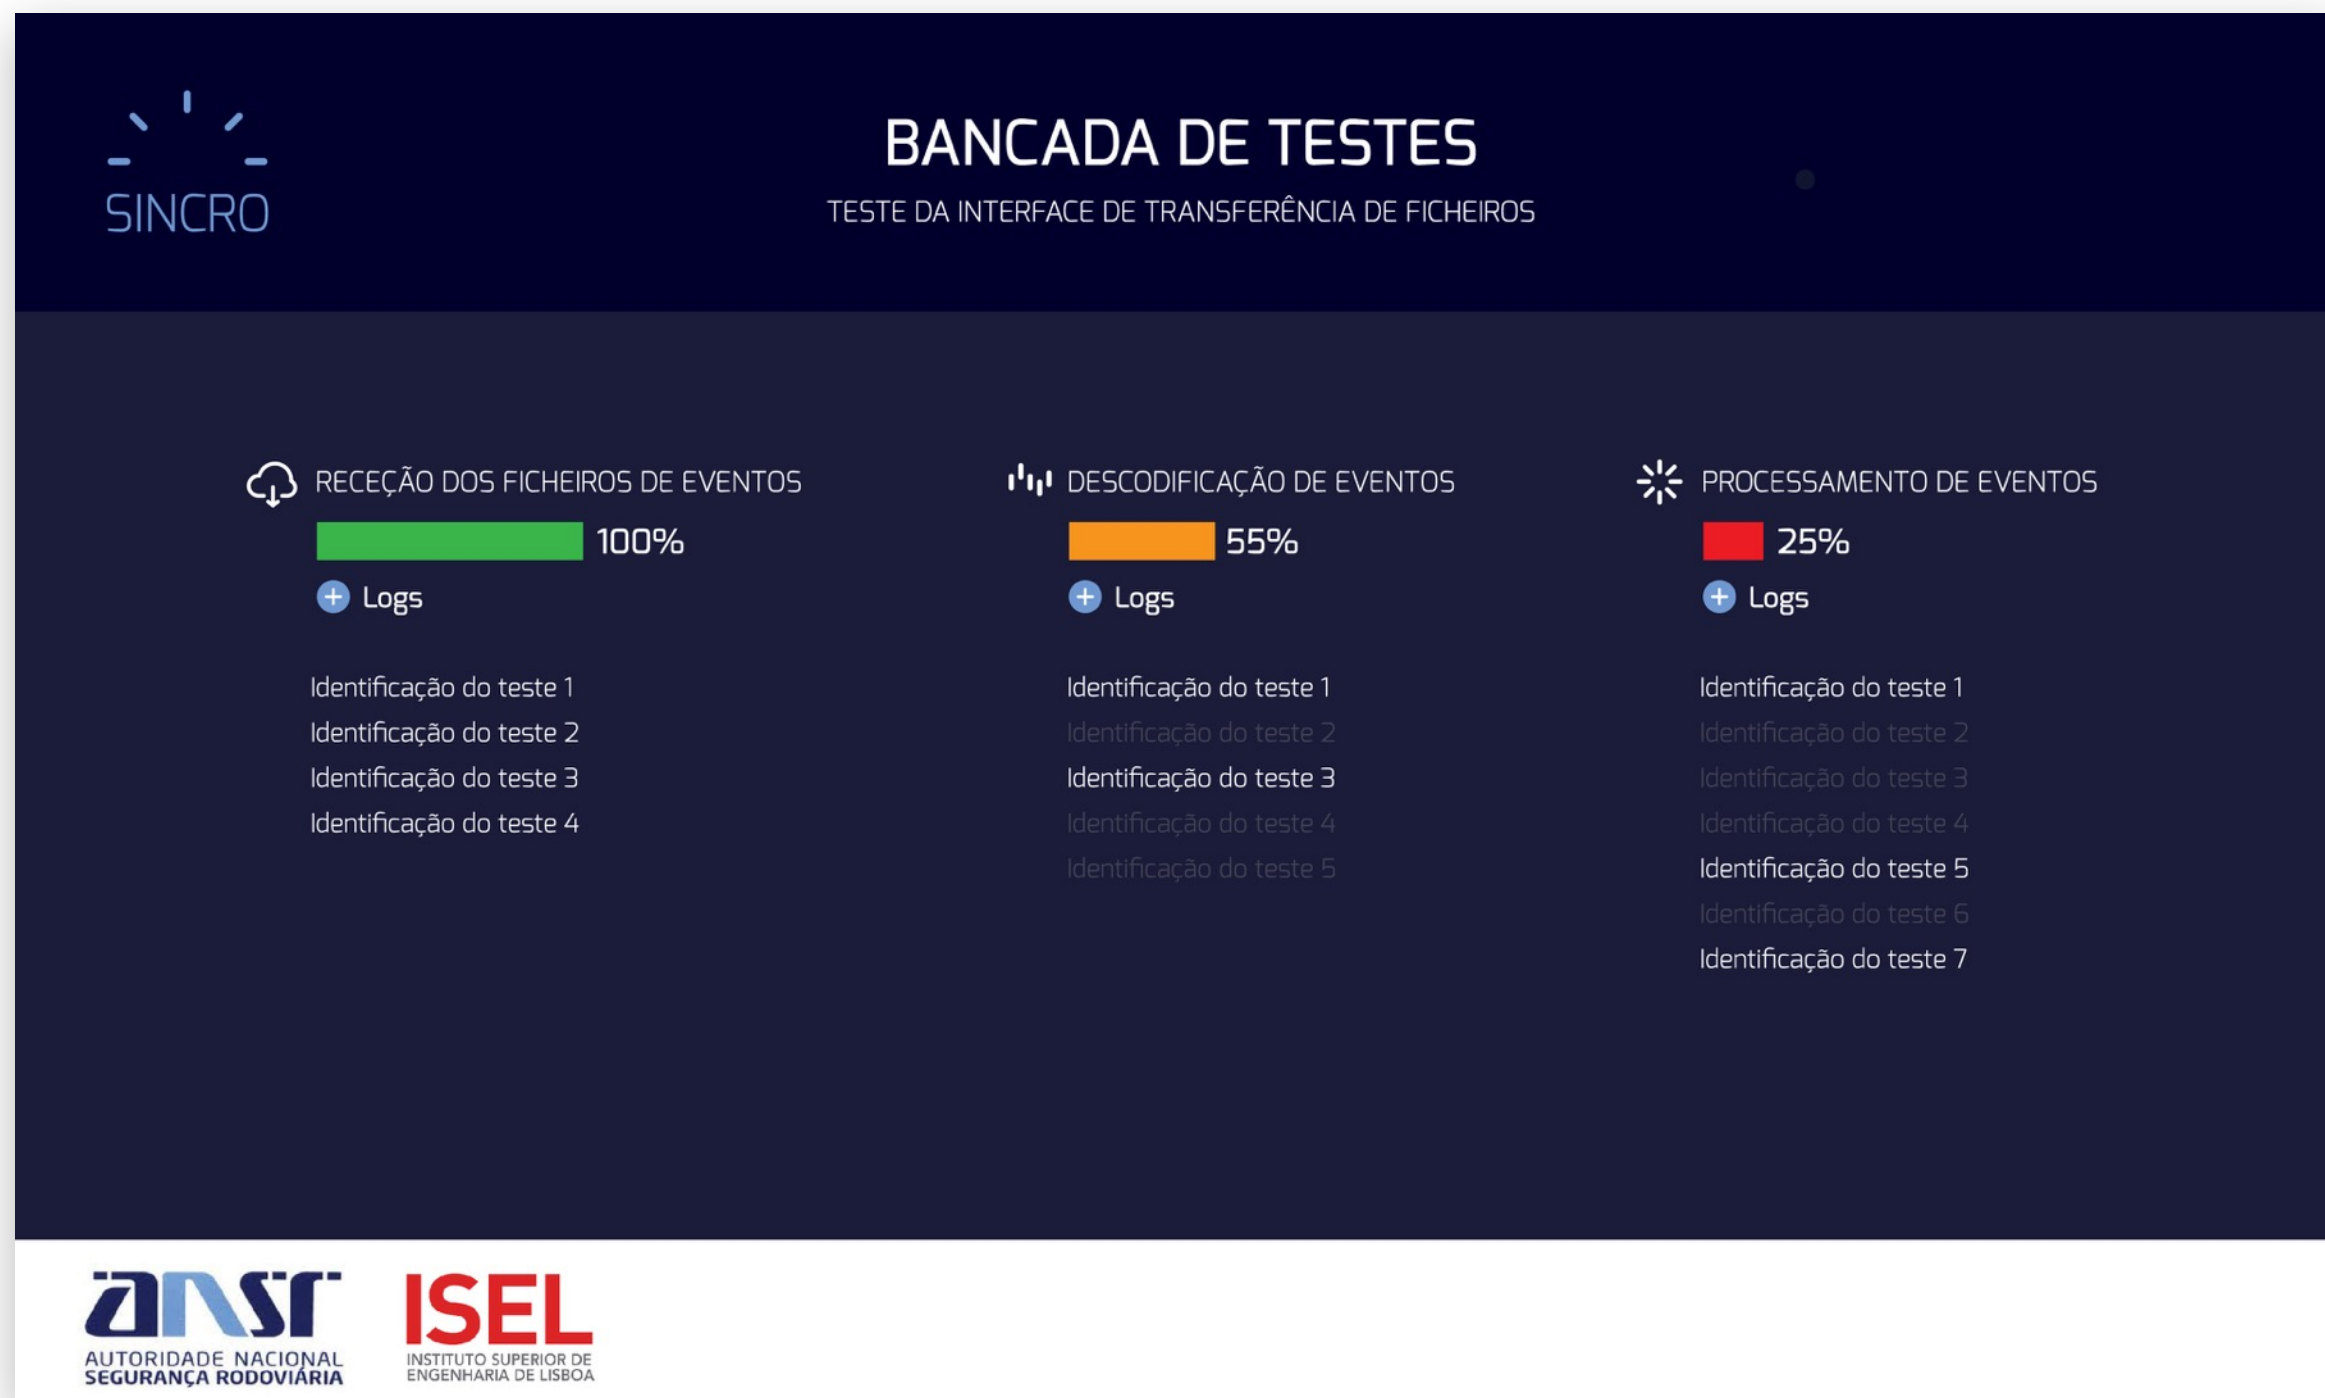 SINCRO
BANCADA DE TESTES
TESTE DA INTERFACE DE TRANSFERÊNCIA DE FICHEIROS
RECEÇÃO DOS FICHEIROS DE EVENTOS
100%
Logs
Identificação do teste 1
Identificação do teste 2
Identificação do teste 3
Identificação do teste 4
DESCODIFICAÇÃO DE EVENTOS
55%
Logs
Identificação do teste 1
Identificação do teste 2
Identificação do teste 3
Identificação do teste 4
Identificação do teste 5
PROCESSAMENTO DE EVENTOS
25%
Logs
Identificação do teste 1
Identificação do teste 2
Identificação do teste 3
Identificação do teste 4
Identificação do teste 5
Identificação do teste 6
Identificação do teste 7
ansr
AUTORIDADE NACIONAL
SEGURANÇA RODOVIÁRIA
ISEL
INSTITUTO SUPERIOR DE
ENGENHARIA DE LISBOA